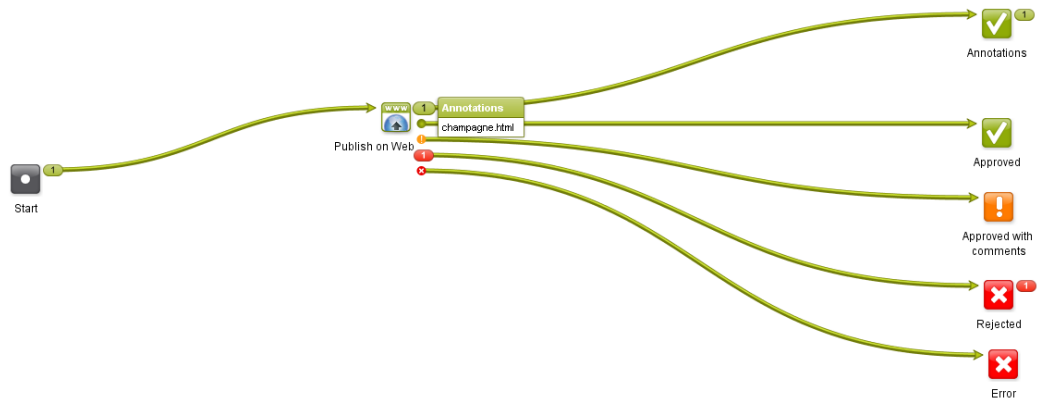 1
Annotations
www
1
Annotations
champagne.html
Publish on Web
Approved
1
1
Start
!
Approved with
comments
1
Rejected
Error